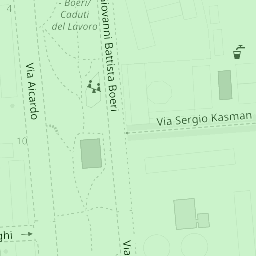 - Boeri/
Caduti
del Lavoro
4
Giovanni Battista Boeri
Via Aicardo
Via Sergio Kasman
10
ghi
Via